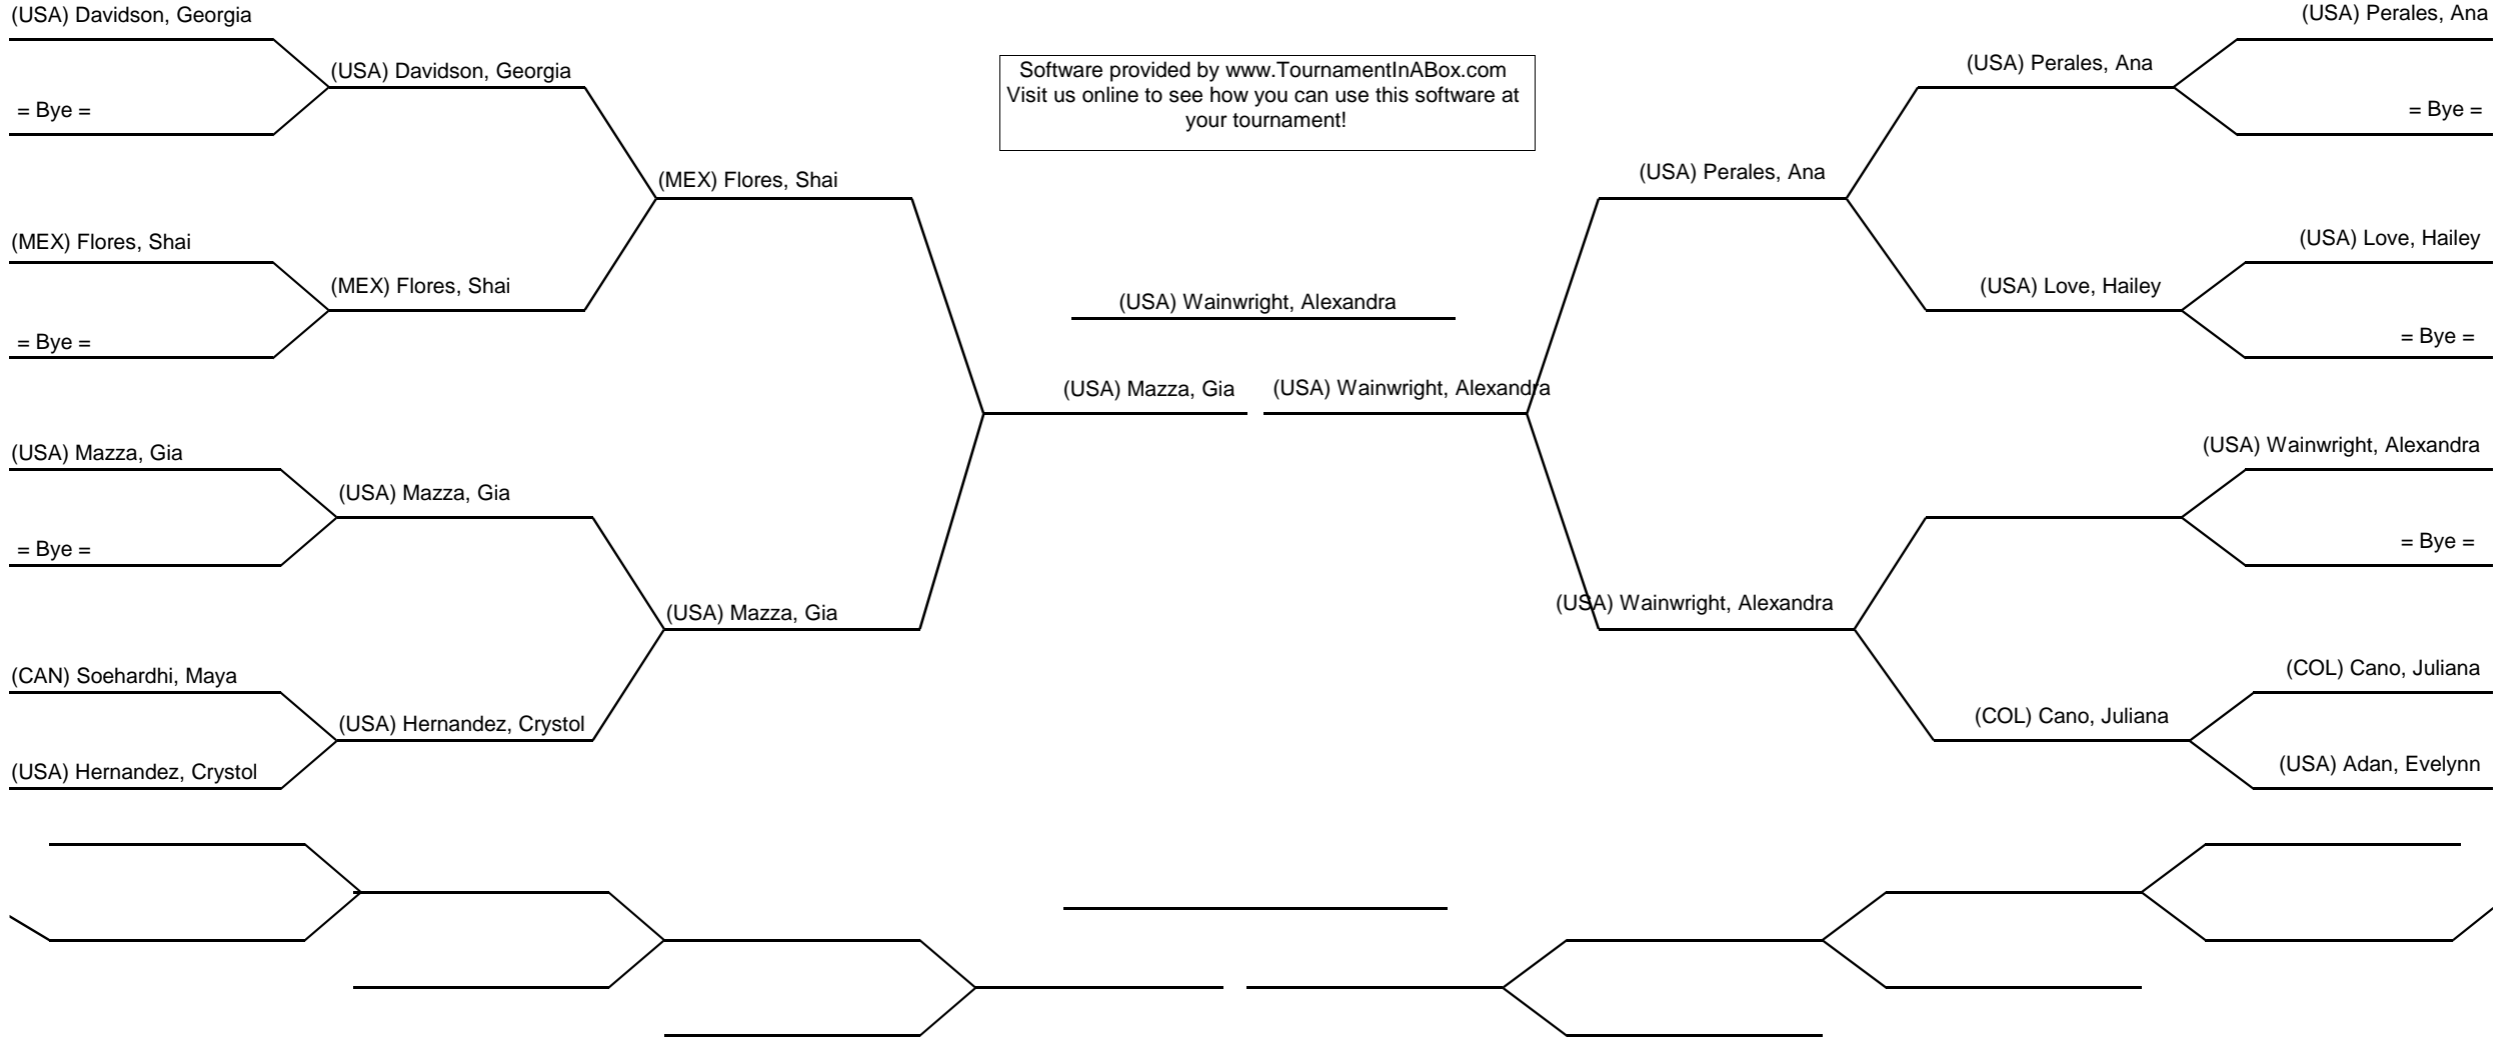 (USA) Davidson, Georgia
= Bye =
(MEX) Flores, Shai
= Bye =
(USA) Mazza, Gia
= Bye =
(CAN) Soehardhi, Maya
(USA) Hernandez, Crystol
(USA) Davidson, Georgia
(MEX) Flores, Shai
(USA) Mazza, Gia
(USA) Hernandez, Crystol
(MEX) Flores, Shai
(USA) Mazza, Gia
Software provided by www.TournamentInABox.com
Visit us online to see how you can use this software at
your tournament!
(USA) Wainwright, Alexandra
(USA) Mazza, Gia
(USA) Wainwright, Alexandra
(USA) Perales, Ana
(USA) Wainwright, Alexandra
(USA) Perales, Ana
(USA) Love, Hailey
(COL) Cano, Juliana
(USA) Perales, Ana
= Bye =
(USA) Love, Hailey
= Bye =
(USA) Wainwright, Alexandra
= Bye =
(COL) Cano, Juliana
(USA) Adan, Evelynn